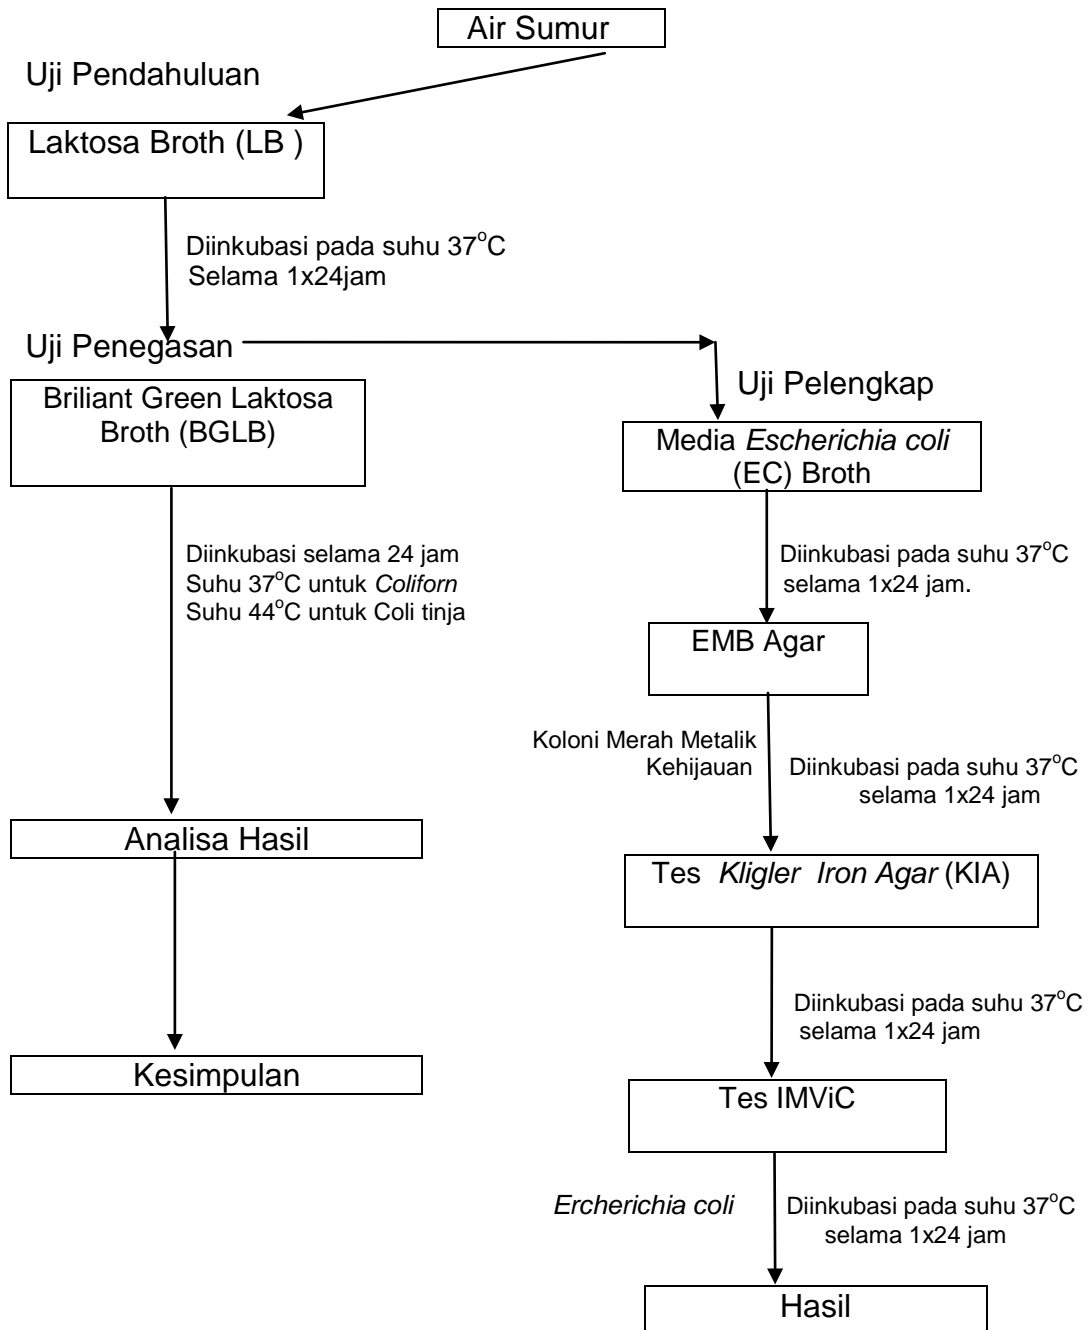 Air Sumur
Uji Pendahuluan
Laktosa Broth (LB )
Diinkubasi pada suhu 37°C
Selama 1x24jam
Uji Penegasan
Briliant Green Laktosa
Broth (BGLB)
Diinkubasi selama 24 jam
Suhu 37°C untuk Coliforn
Suhu 44°C untuk Coli tinja
Analisa Hasil
Kesimpulan
Uji Pelengkap
Media Escherichia coli
(EC) Broth
Diinkubasi pada suhu 37°C
selama 1x24 jam.
EMB Agar
Koloni Merah Metalik
Kehijauan
Diinkubasi pada suhu 37°C
selama 1x24 jam
Tes Kligler Iron Agar (KIA)
Diinkubasi pada suhu 37°C
selama 1x24 jam
Tes IMViC
Ercherichia coli
Diinkubasi pada suhu 37°C
selama 1x24 jam
Hasil